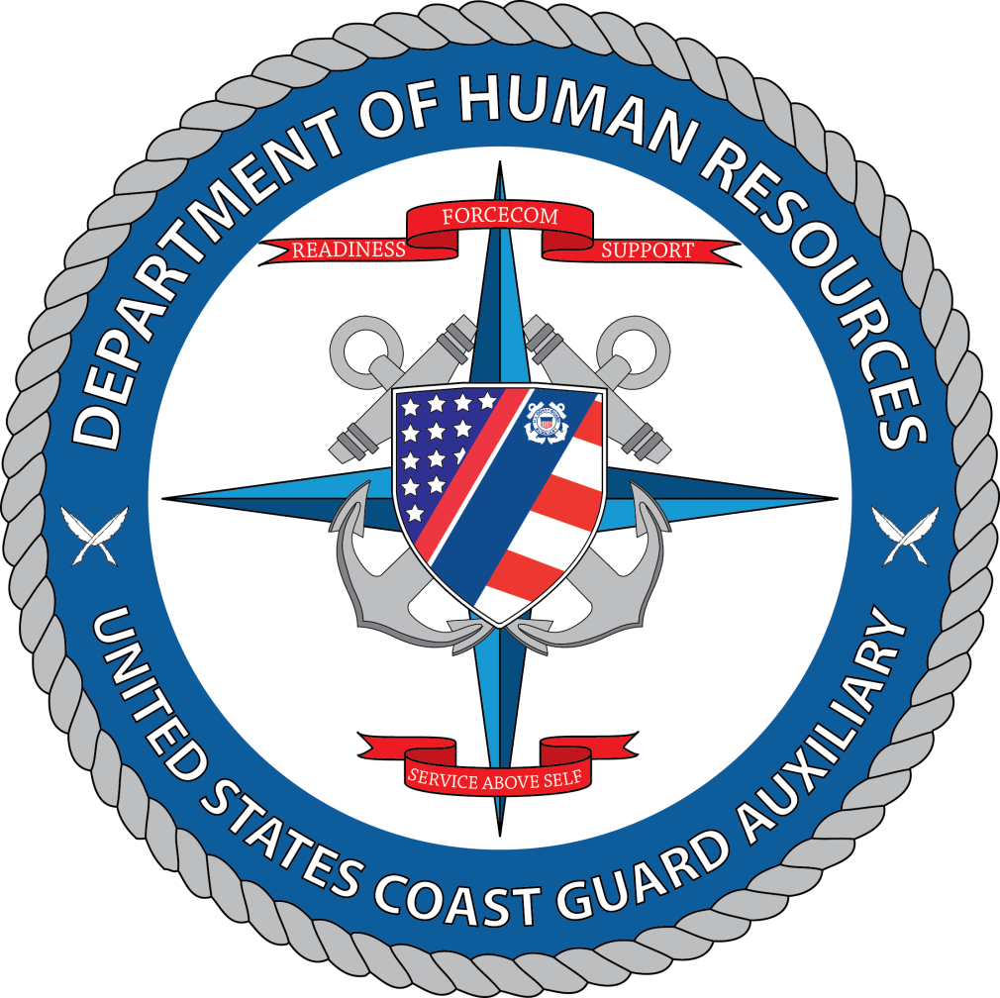 DEPARTMENT OF HUMAN RESOURCES
READINESS
FORCECOM
SUPPORT
SERVICE ABOVE SELF
UNITED STATES COAST GUARD AUXILIARY